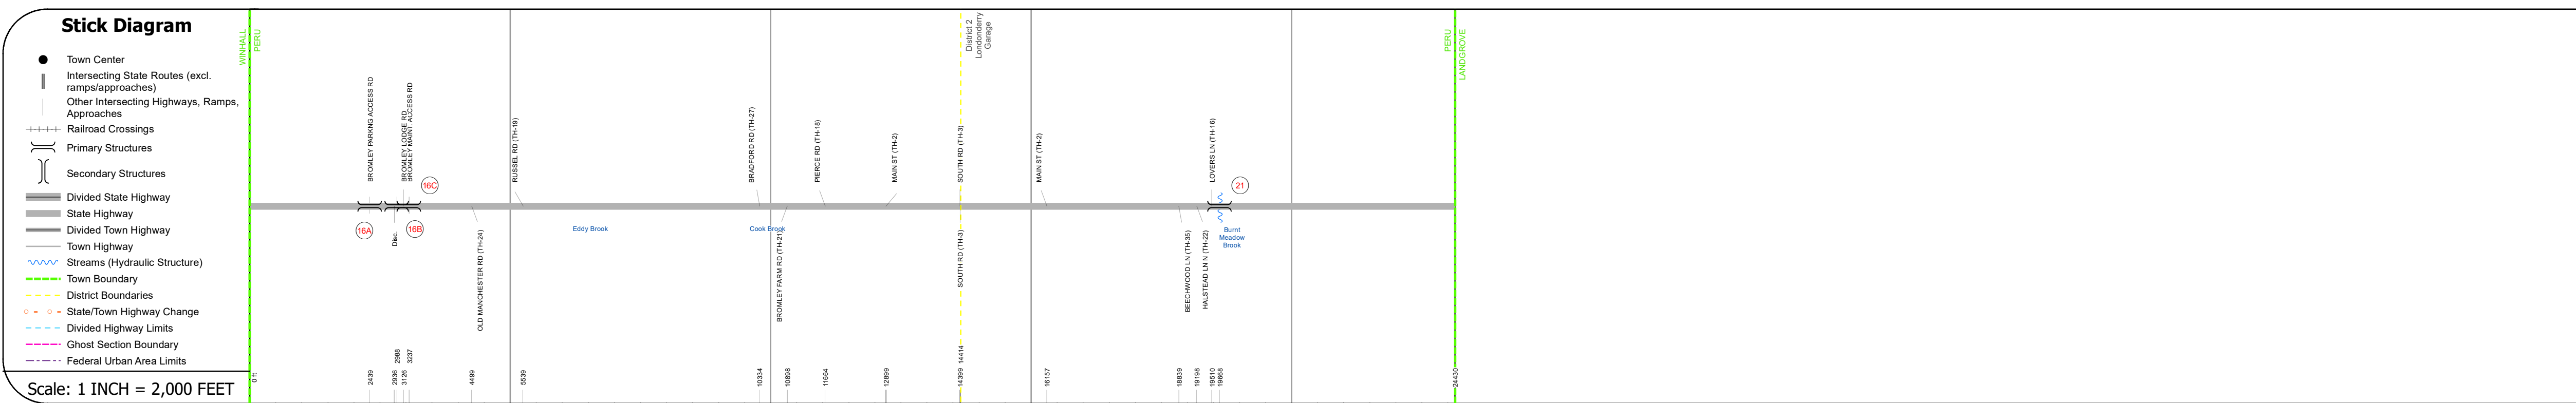 Stick Diagram
Town Center
Intersecting State Routes (excl.
ramps/approaches)
Other Intersecting Highways, Ramps,
Approaches
Railroad Crossings
Primary Structures
Secondary Structures
Divided State Highway
State Highway
Divided Town Highway
Town Highway
Streams (Hydraulic Structure)
Town Boundary
District Boundaries
State/Town Highway Change
Divided Highway Limits
Ghost Section Boundary
Federal Urban Area Limits
Scale: 1 INCH = 2,000 FEET
WINHALL
PERU
District 2
Londonderry
Garage
PERU
LANDGROVE
BROMLEY PARKNG ACCESS RD
BROMLEY LODGE RD
BROMLEY MAINT. ACCESS RD
RUSSEL RD (TH-19)
BRADFORD RD (TH-27)
PIERCE RD (TH-18)
MAIN ST (TH-2)
SOUTH RD (TH-3)
MAIN ST (TH-2)
LOVERS LN (TH-16)
16C
21
16A
Disc.
16B
OLD MANCHESTER RD (TH-24)
Eddy Brook
Cook Brook
BROMLEY FARM RD (TH-21)
SOUTH RD (TH-3)
BEECHWOOD LN (TH-35)
HALSTEAD LN N (TH-22)
Burnt
Meadow
Brook
0 ft
2439
2936
2988
3126
3237
4499
5539
10334
10898
11664
12899
14399
14414
16157
18839
19198
19510
19668
24430